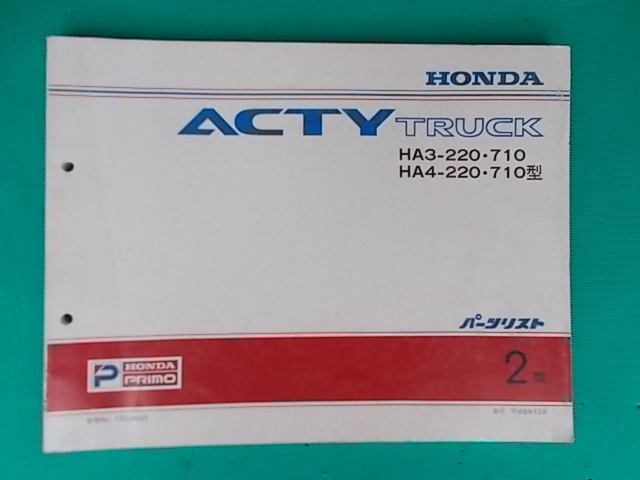 HONDA
ACTY TRUCK
HA3-220・710
HA4-220・710型
パーツリスト
2版
P HONDA
PRIMO